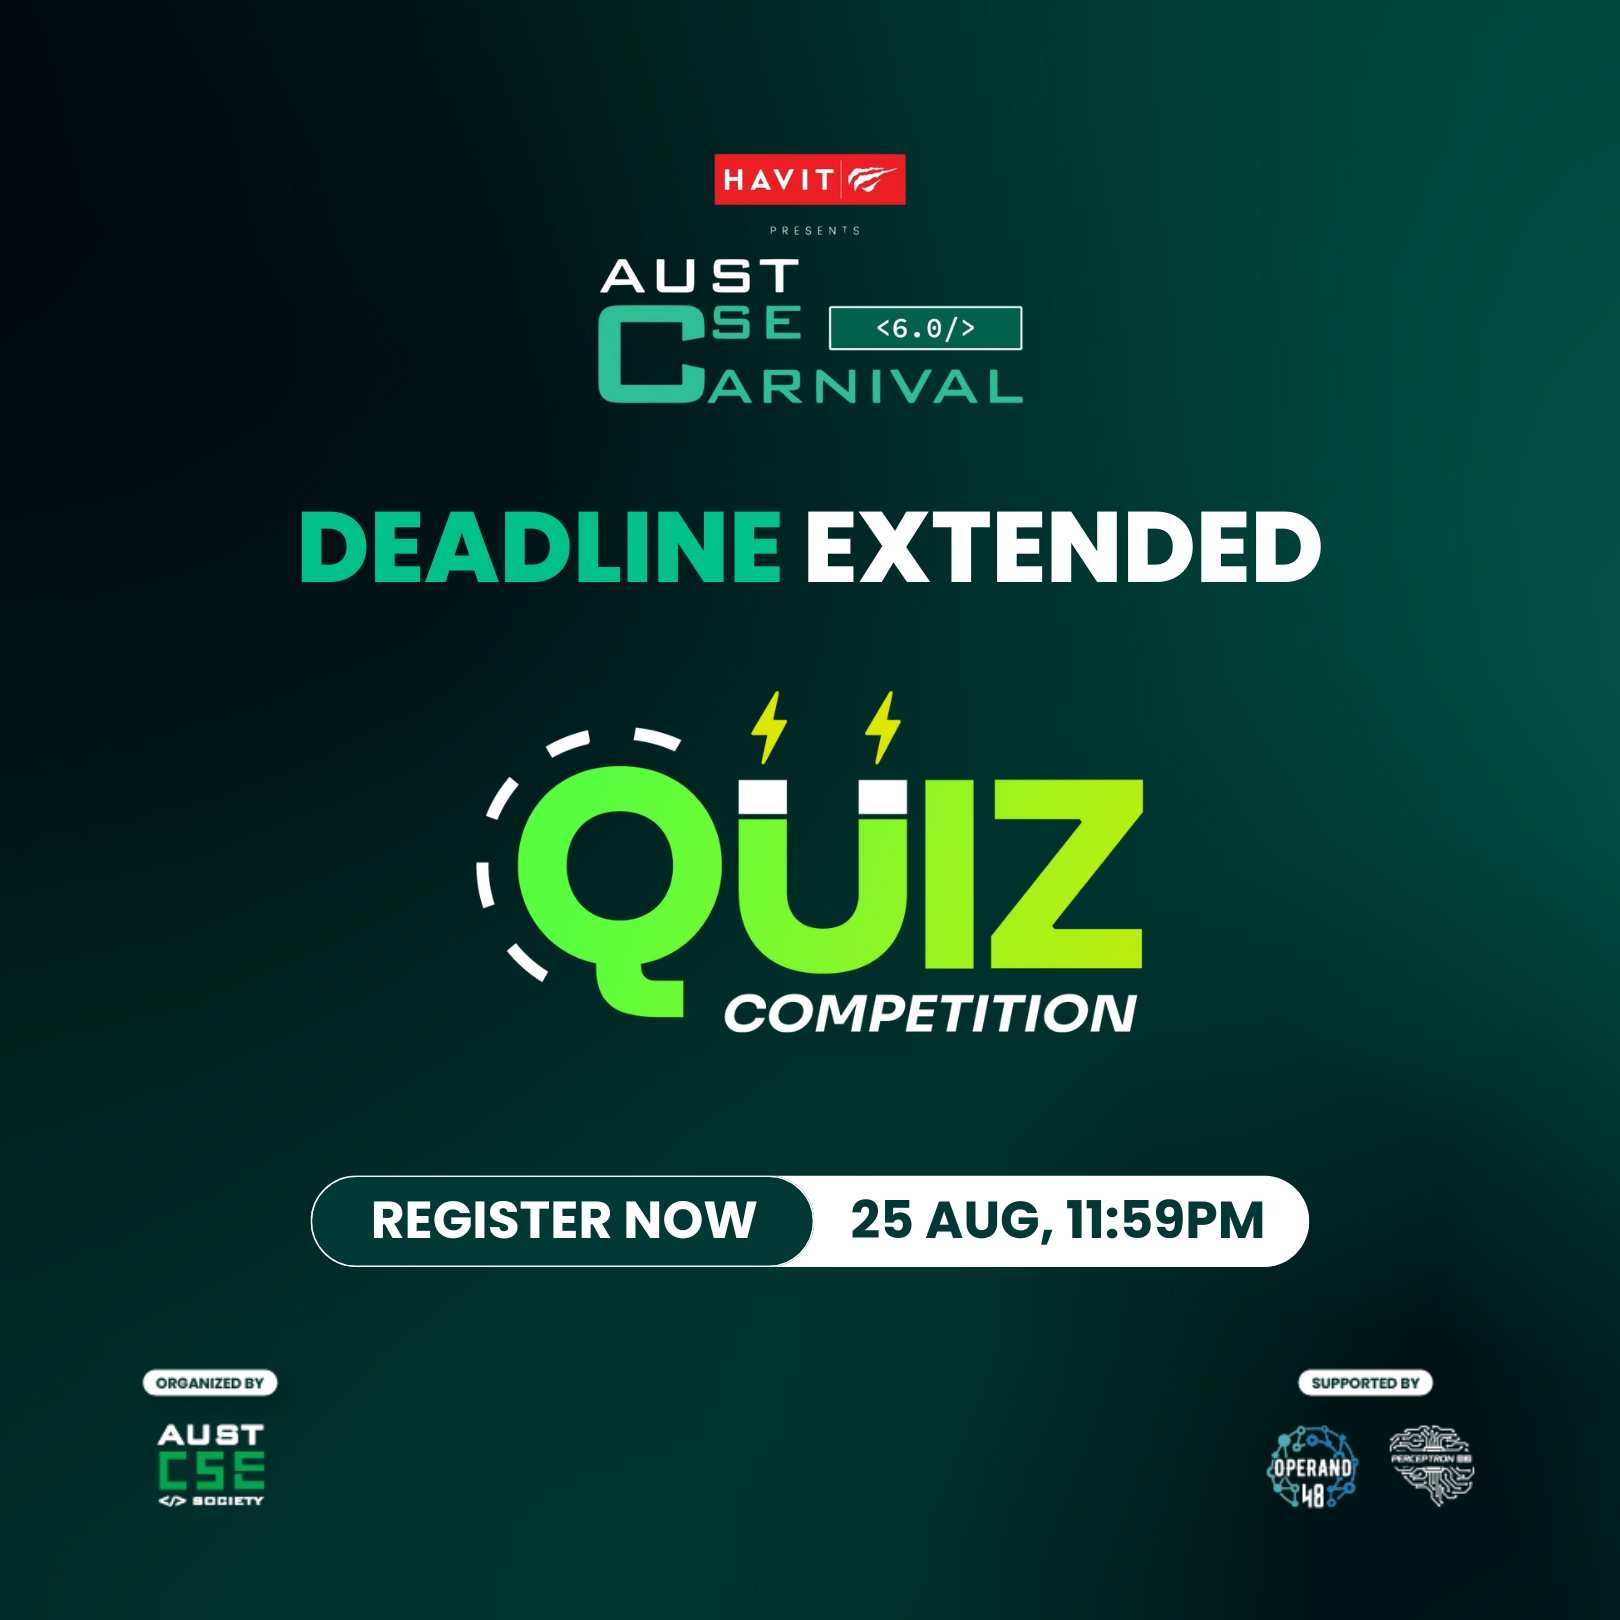 HAVIT
PRESENTS
AUST
CSE <6.0/>
CARNIVAL
DEADLINE EXTENDED
QUIZ
COMPETITION
REGISTER NOW 25 AUG, 11:59PM
ORGANIZED BY
AUST
CSE
</> SOCIETY
SUPPORTED BY
OPERAND
48
PERCEPTRON